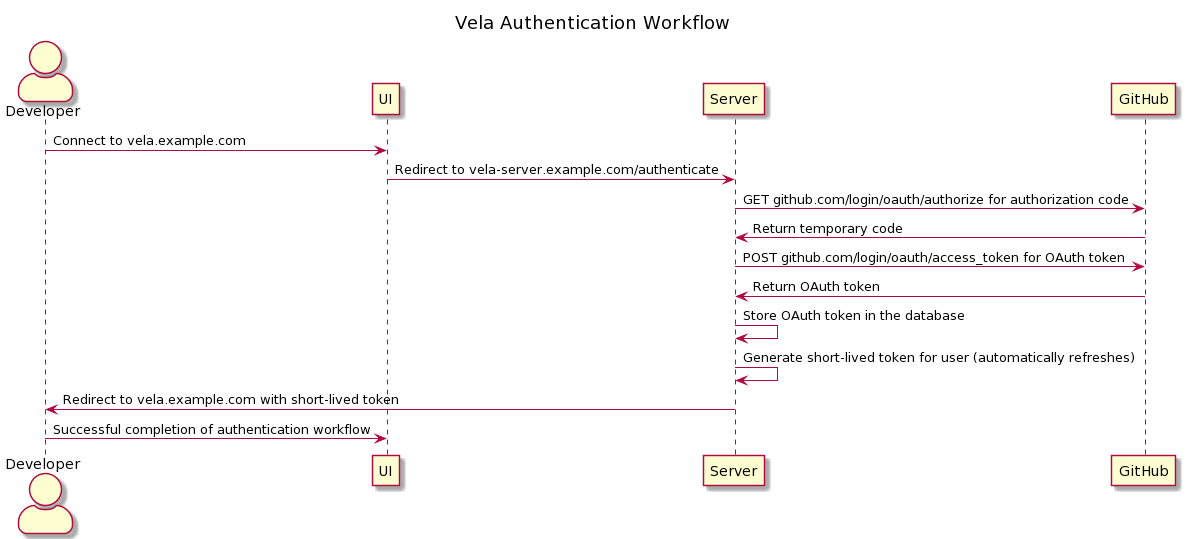 Vela Authentication Workflow
Developer
UI
Server
GitHub
Connect to vela.example.com
Redirect to vela-server.example.com/authenticate
GET github.com/login/oauth/authorize for authorization code
Return temporary code
POST github.com/login/oauth/access_token for OAuth token
Return OAuth token
Store OAuth token in the database
Generate short-lived token for user (automatically refreshes)
Redirect to vela.example.com with short-lived token
Successful completion of authentication workflow
Developer
UI
Server
GitHub